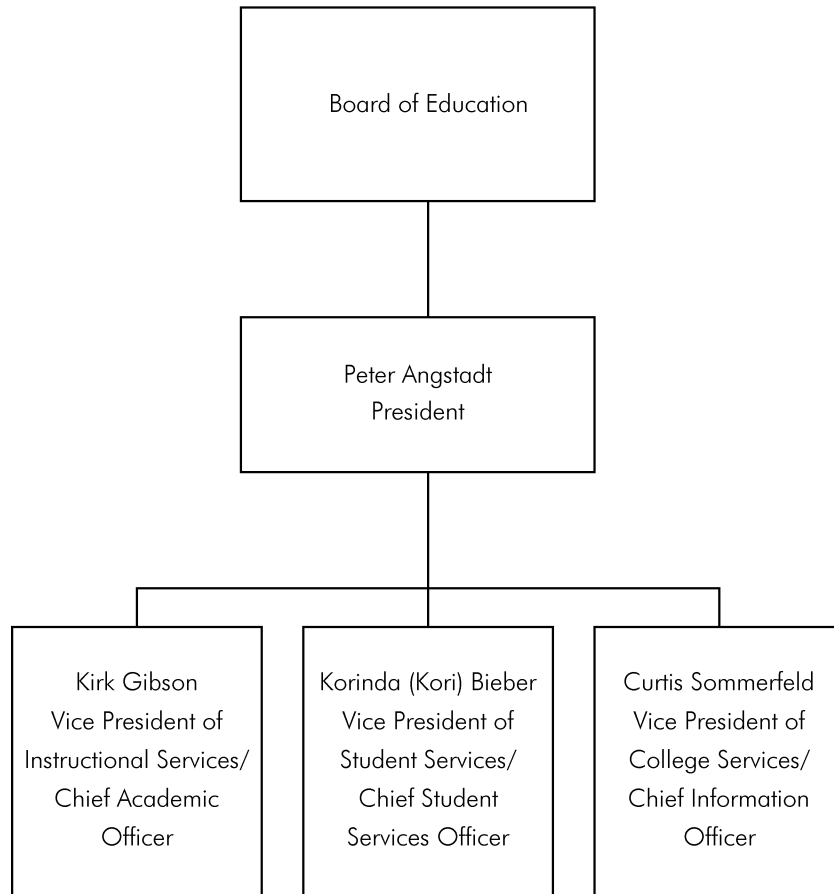 Board of Education
Peter Angstadt
President
Kirk Gibson
Vice President of
Instructional Services/
Chief Academic
Officer
Korinda (Kori) Bieber
Vice President of
Student Services/
Chief Student
Services Officer
Curtis Sommerfeld
Vice President of
College Services/
Chief Information
Officer